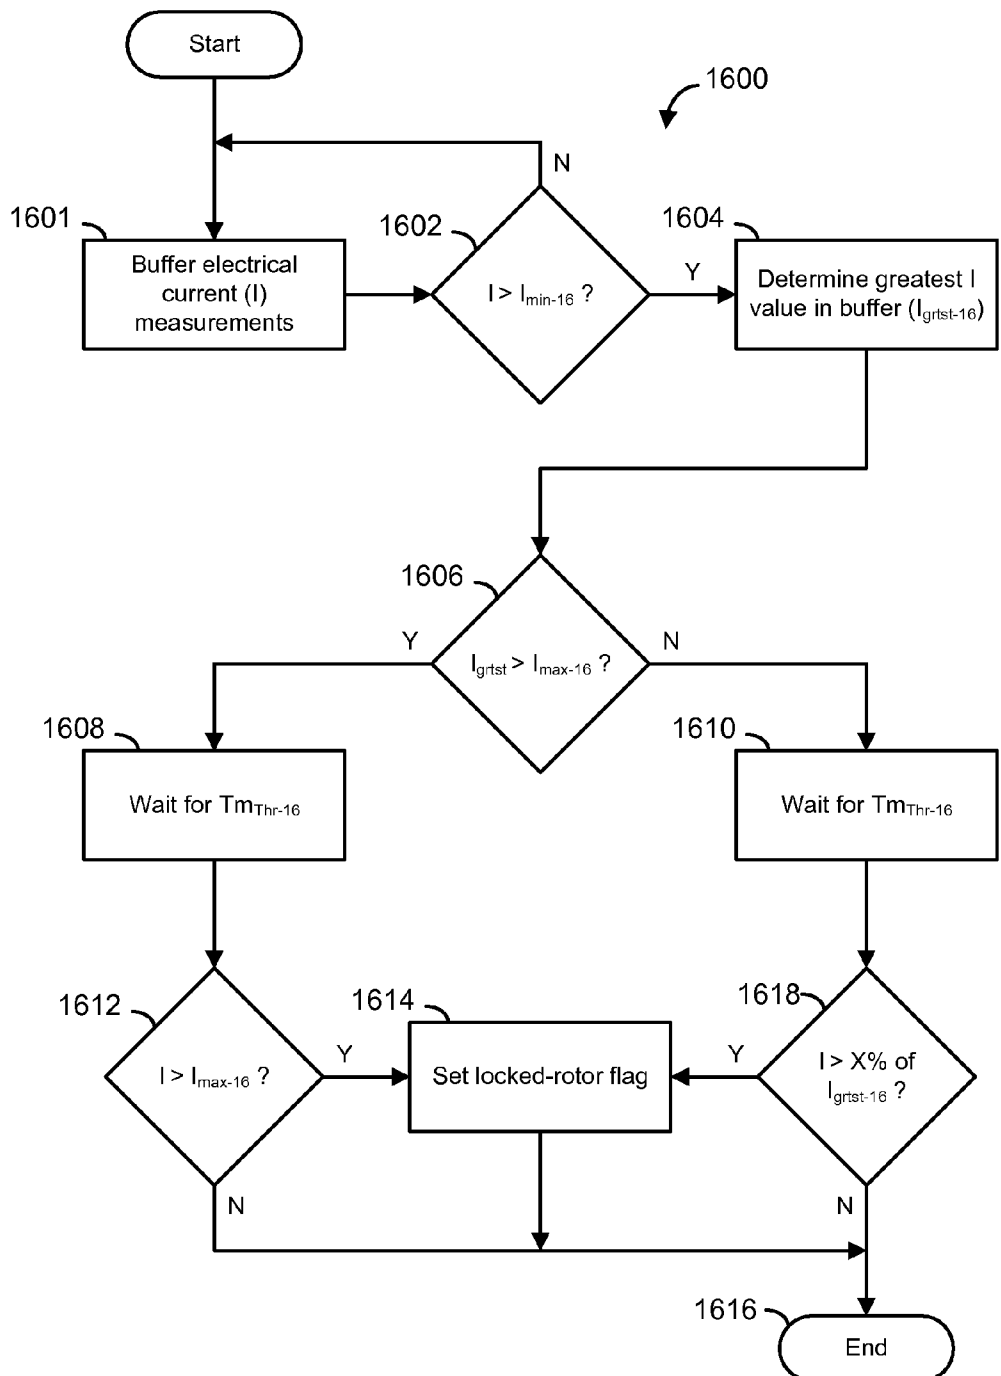 Start
1600
N
1601
1602
1604
Buffer electrical
current (I)
measurements
I > Imin-16 ?
Y
Determine greatest I
value in buffer (Igrtst-16)
1606
Y
N
Igrtst > Imax-16 ?
1608
1610
Wait for TmThr-16
Wait for TmThr-16
1612
1614
1618
I > Imax-16 ?
Y
Set locked-rotor flag
Y
I > X% of
Igrtst-16 ?
N
N
1616
End